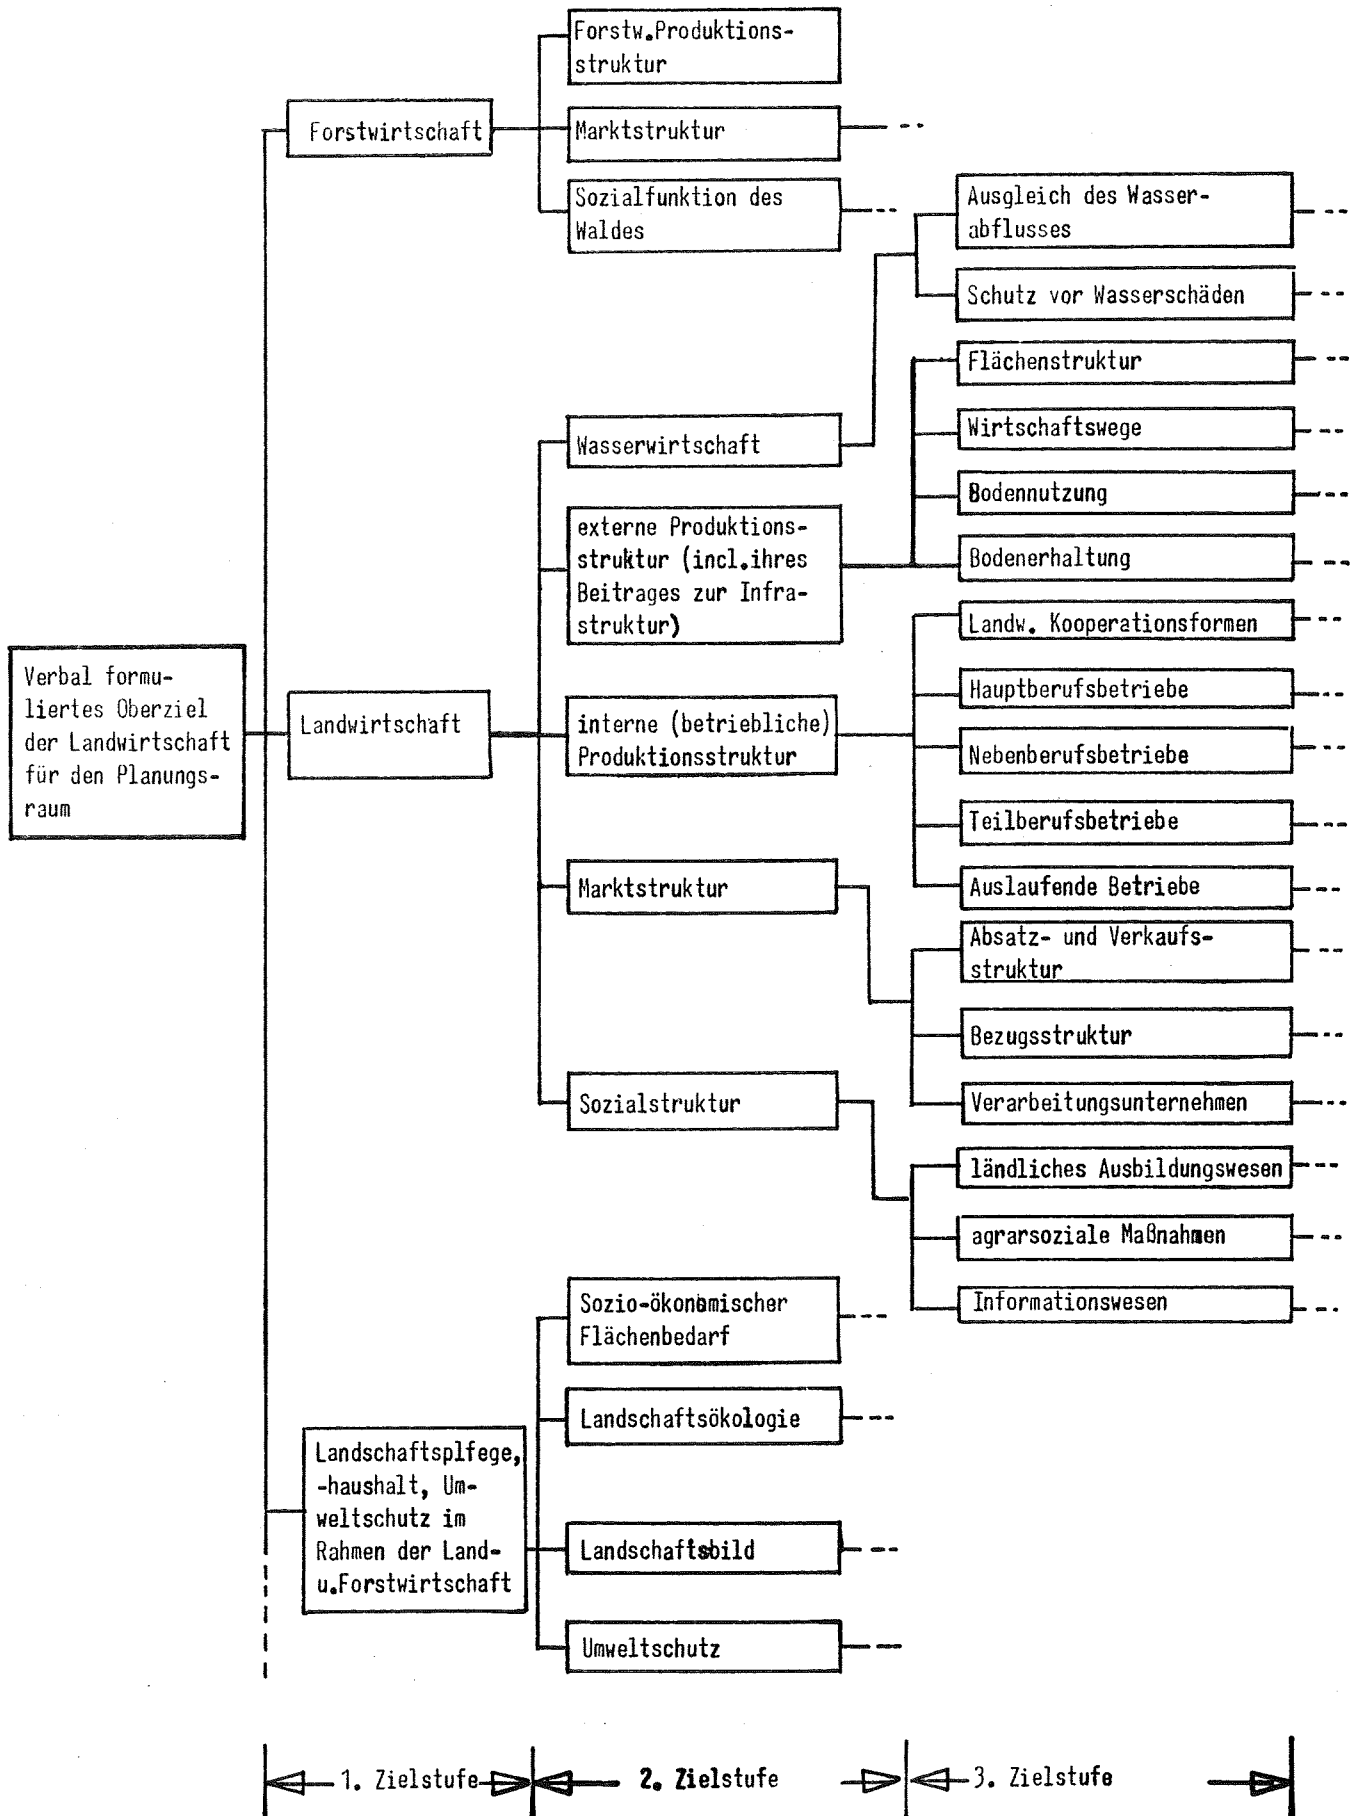 Forstw.Produktions-
struktur
Forstwirtschaft
Marktstruktur
Sozialfunktion des
Waldes
Ausgleich des Wasser-
abflusses
Schutz vor Wasserschäden
Flächenstruktur
Wirtschaftswege
Wasserwirtschaft
Bodennutzung
externe Produktions-
struktur (incl.ihres
Beitrages zur Infra-
struktur)
Bodenerhaltung
Landw. Kooperationsformen
Verbal formu-
liertes Oberziel
der Landwirtschaft
für den Planungs-
raum
Landwirtschaft
interne (betriebliche)
Produktionsstruktur
Hauptberufsbetriebe
Nebenberufsbetriebe
Teilberufsbetriebe
Auslaufende Betriebe
Marktstruktur
Absatz- und Verkaufs-
struktur
Bezugsstruktur
Verarbeitungsunternehmen
Sozialstruktur
ländliches Ausbildungswesen
agrarsoziale Maßnahmen
Informationswesen
Sozio-ökonomischer
Flächenbedarf
Landschaftsökologie
Landschaftsplfege,
-haushalt, Um-
weltschutz im
Rahmen der Land-
u.Forstwirtschaft
Landschaftsbild
Umweltschutz
1. Zielstufe
2. Zielstufe
3. Zielstufe